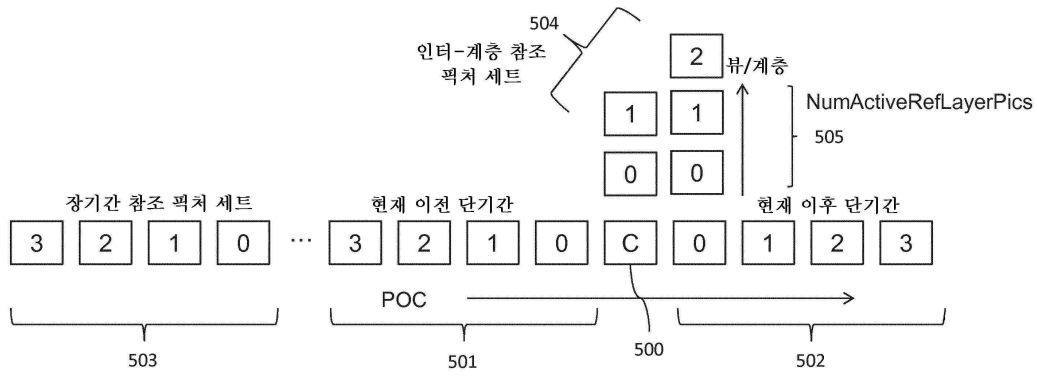 504
인터-계층 참조
픽처 세트
2
뷰/계층
1 1
NumActiveRefLayerPics
505
0 0
장기간 참조 픽처 세트
현재 이전 단기간
현재 이후 단기간
3 2 1 0 ... 3 2 1 0 C 0 1 2 3
POC
503
501
500
502